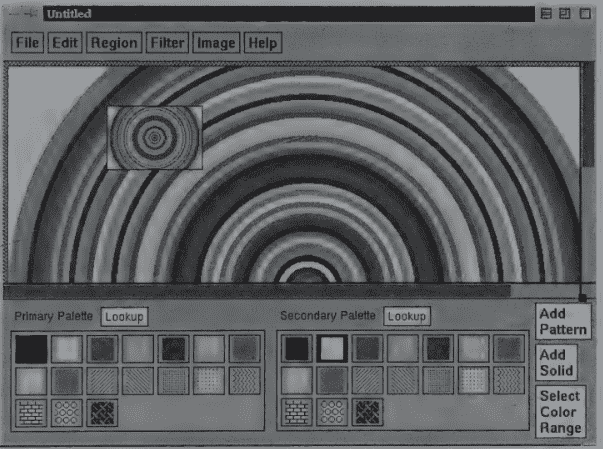 Untitled
File Edit Region Filter Image Help
Primary Palette Lookup Secondary Palette Lookup
Add
Pattern
Add
Solid
Select
Color
Range